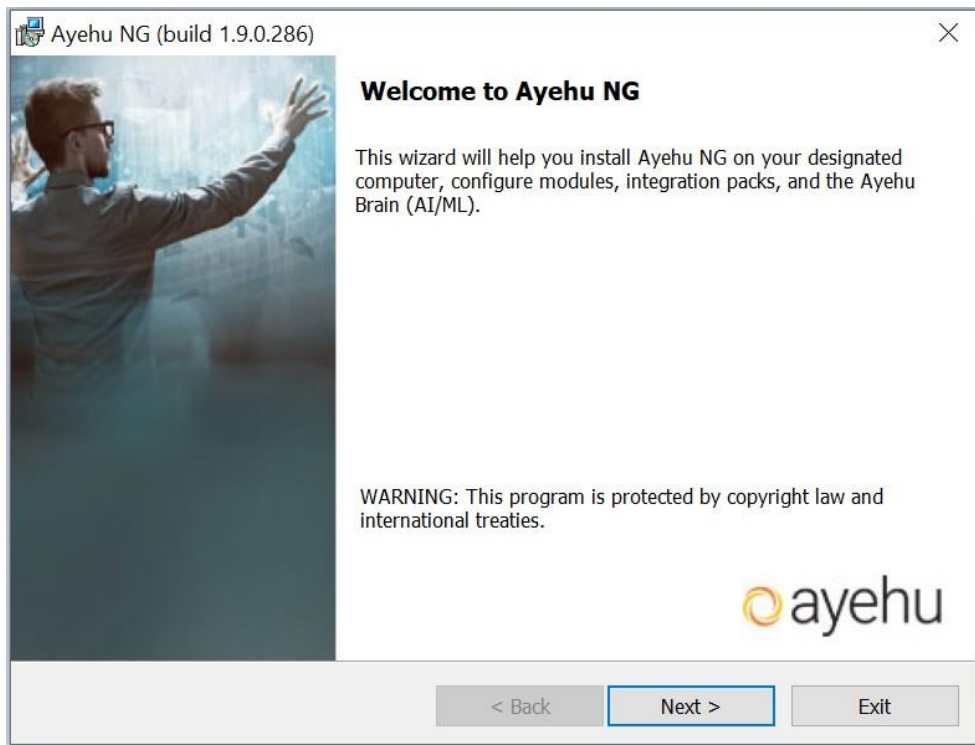 Ayehu NG (build 1.9.0.286)
Welcome to Ayehu NG
This wizard will help you install Ayehu NG on your designated
computer, configure modules, integration packs, and the Ayehu
Brain (AI/ML).
WARNING: This program is protected by copyright law and
international treaties.
ayehu
< Back
Next >
Exit